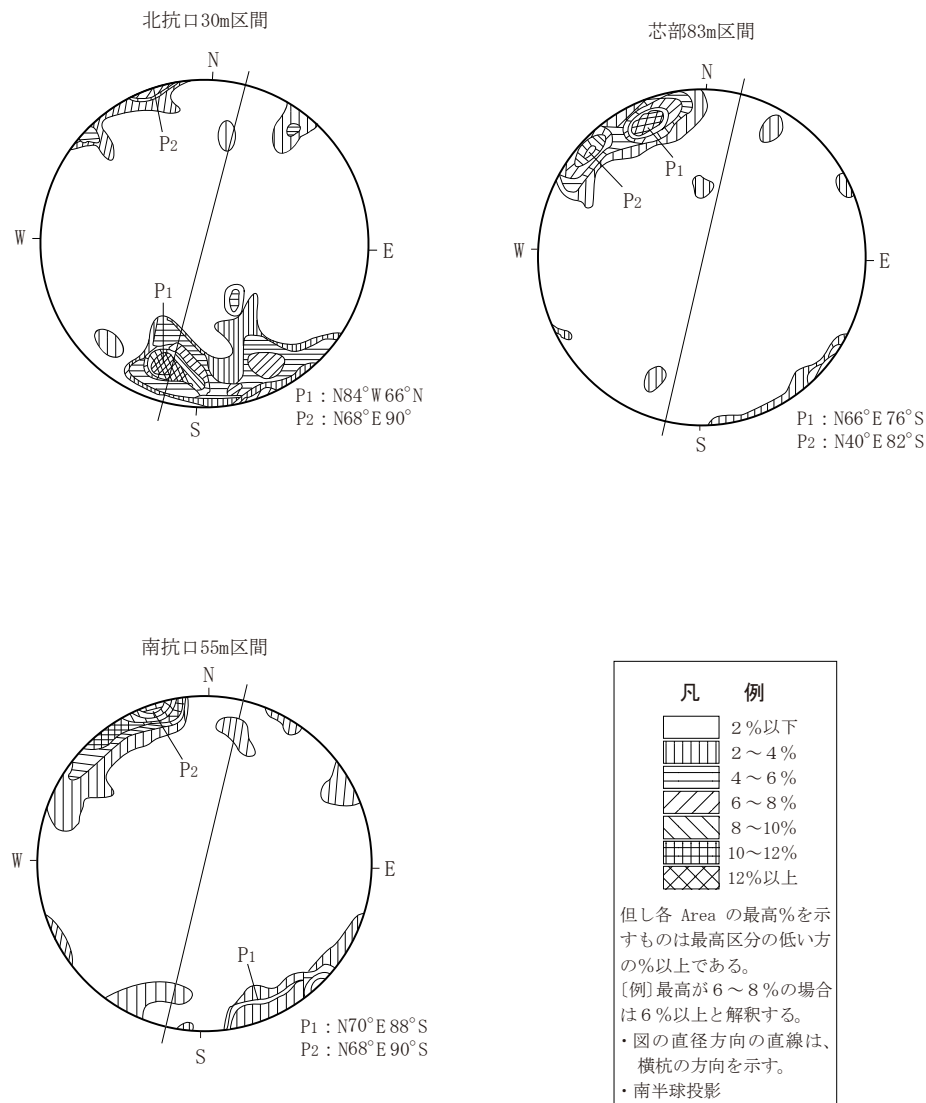 北抗口30m区間
N
P2
W
E
P1
S
P1：N84°W66°N
P2：N68°E90°
芯部83m区間
N
P1
P2
W
E
S
P1：N66°E76°S
P2：N40°E82°S
南抗口55m区間
N
P2
W
E
P1
S
P1：N70°E88°S
P2：N68°E90°S
凡　例
2％以下
2～4％
4～6％
6～8％
8～10％
10～12％
12％以上
但し各 Area の最高％を示
すものは最高区分の低い方
の％以上である。
〔例〕最高が6～8％の場合
は6％以上と解釈する。
・図の直径方向の直線は、
横杭の方向を示す。
・南半球投影